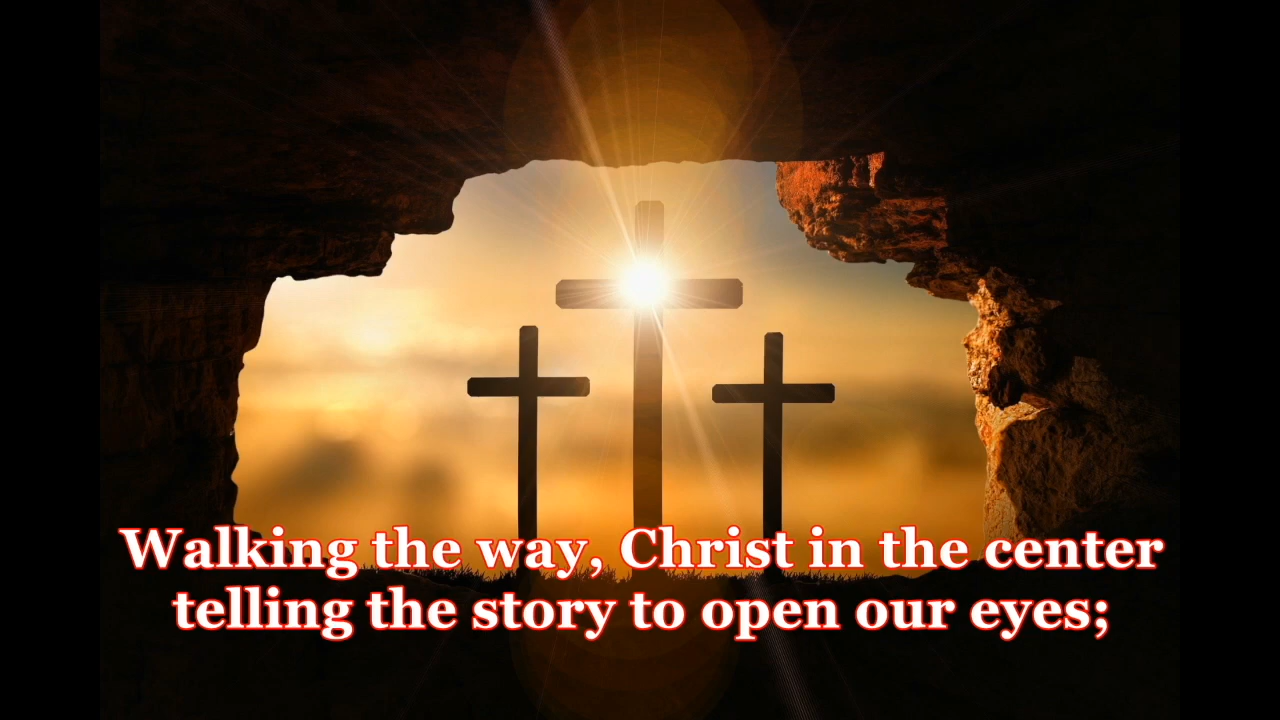 Walking the way, Christ in the center
telling the story to open our eyes;